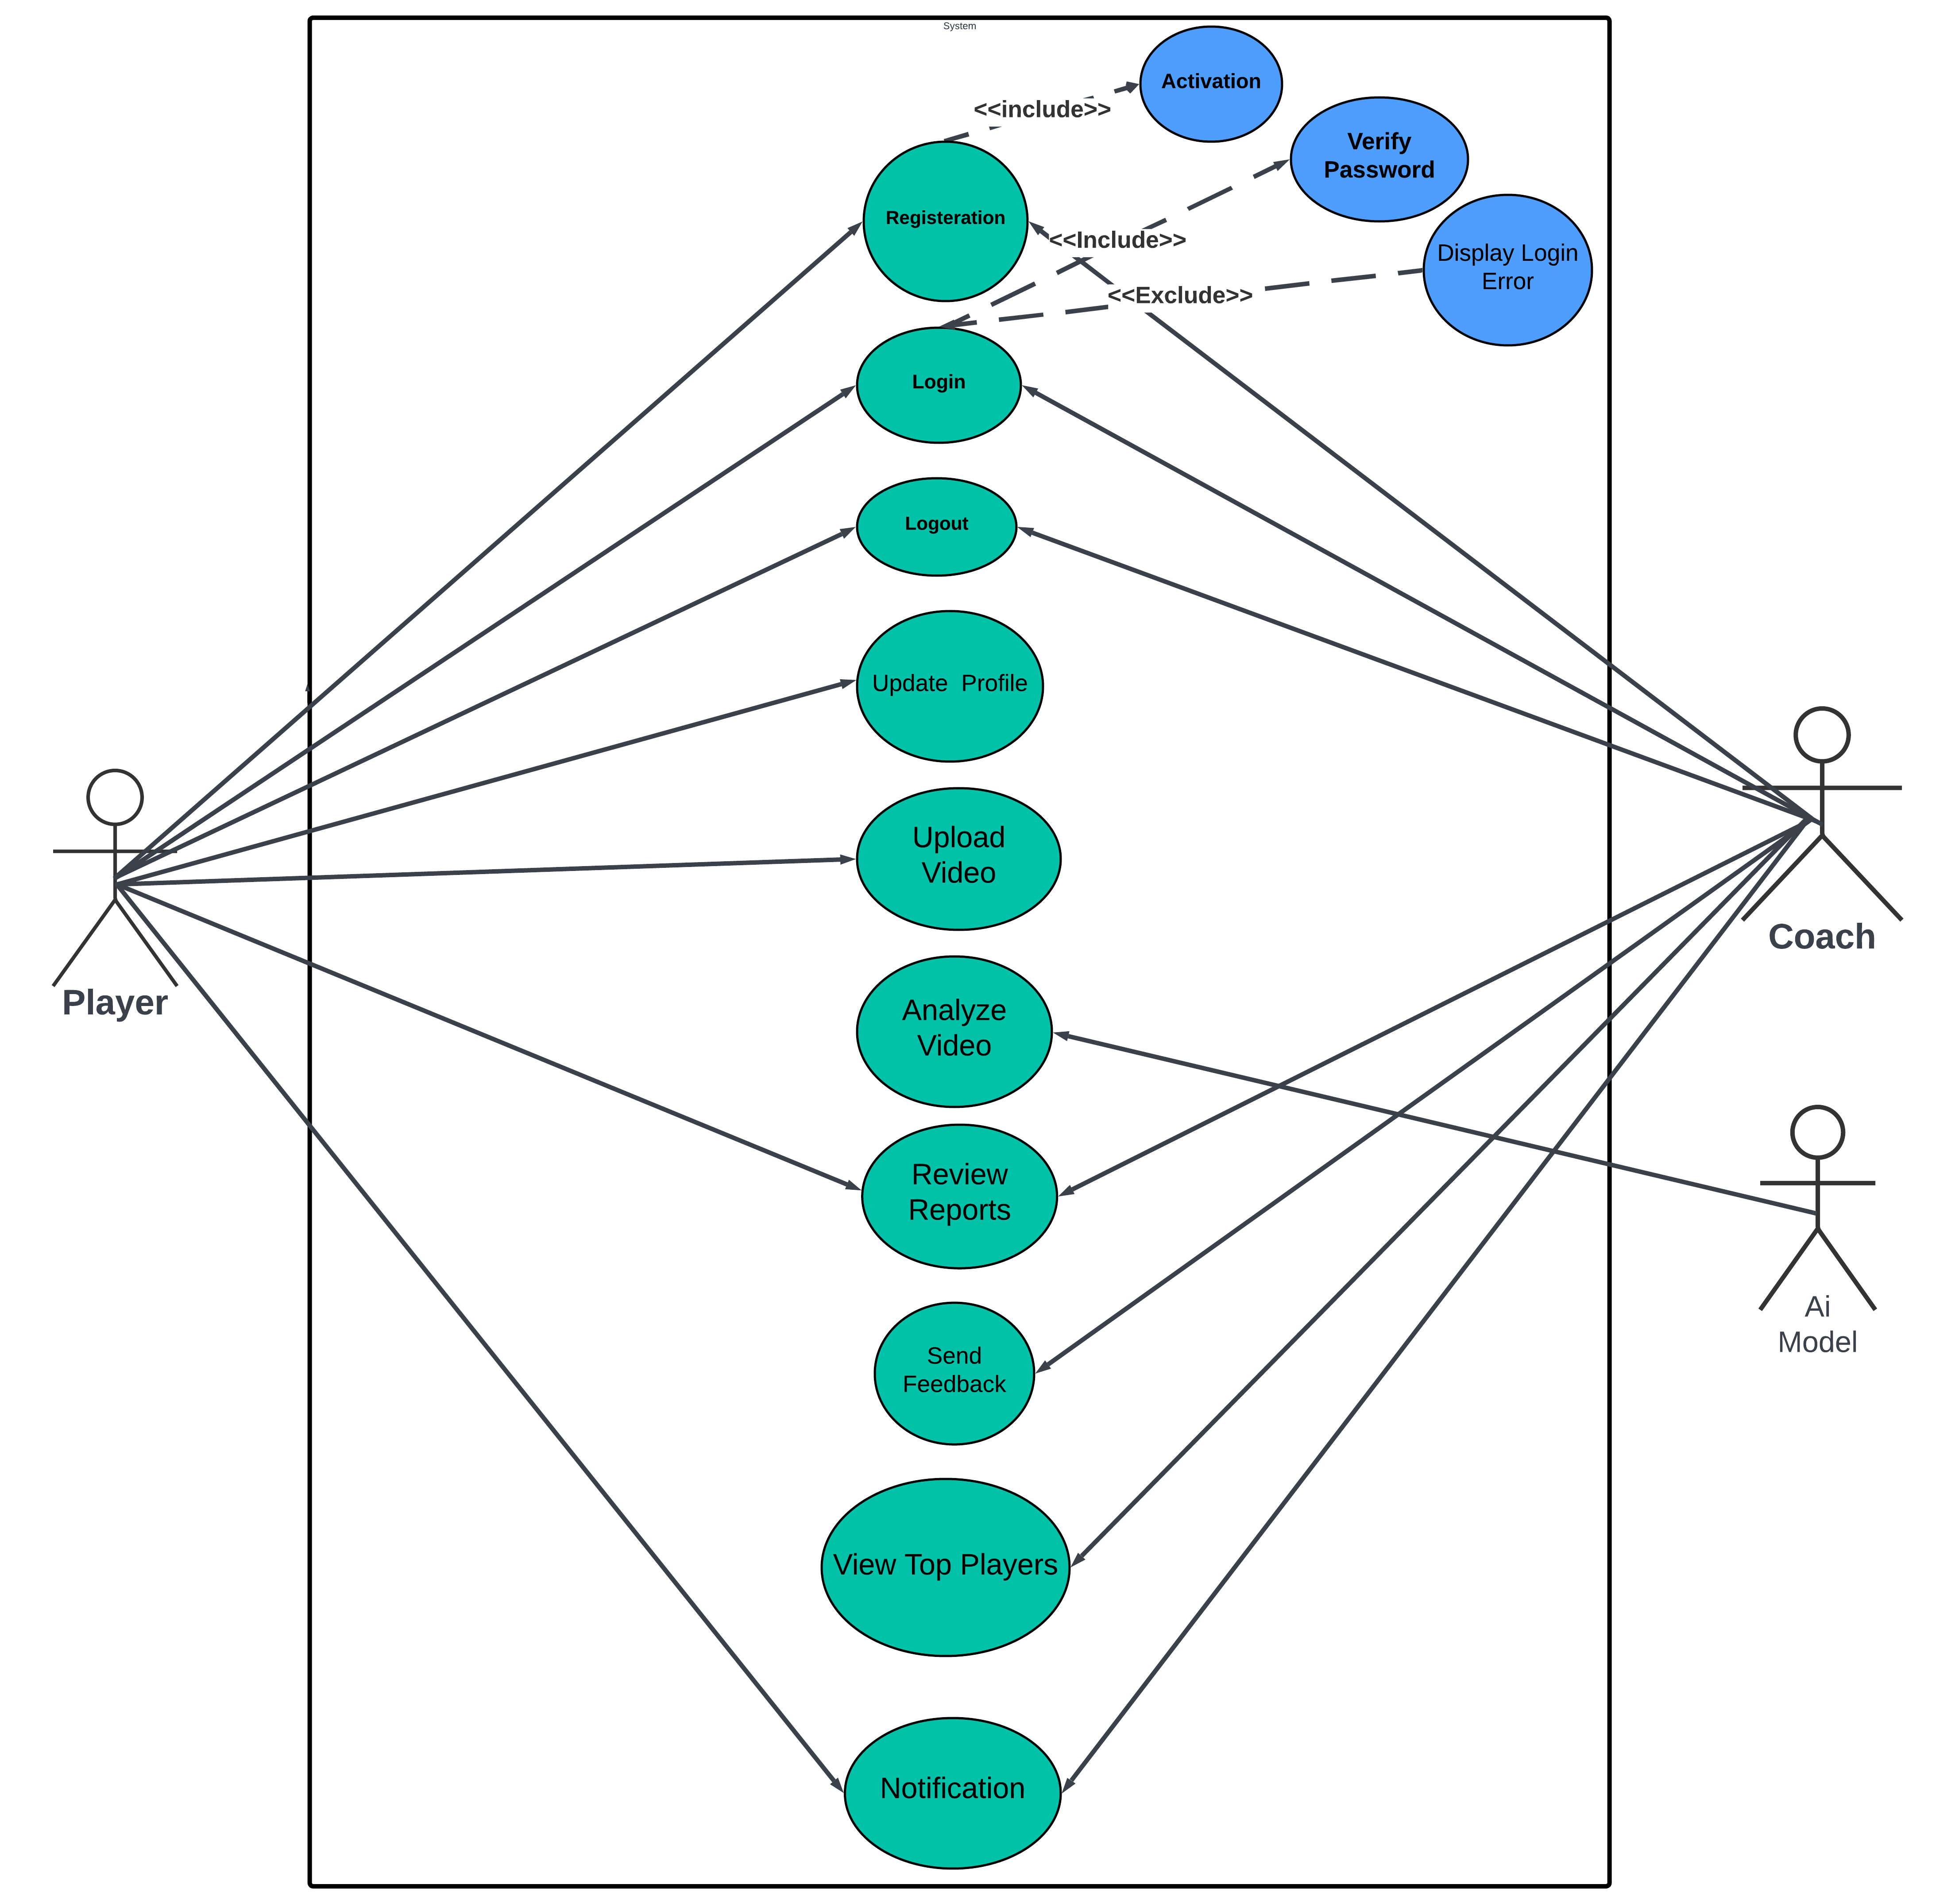 System
Activation
<<include>>
Verify
Password
Registeration
<<Include>>
Display Login
Error
<<Exclude>>
Login
Logout
Update  Profile
Upload
Video
Coach
Player
Analyze
Video
Review
Reports
Ai
Model
Send
Feedback
View Top Players
Notification